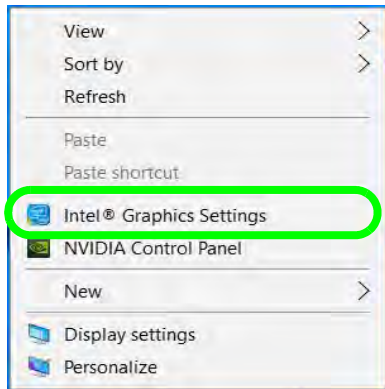 View
Sort by
Refresh
Paste
Paste shortcut
Intel® Graphics Settings
NVIDIA Control Panel
New
Display settings
Personalize